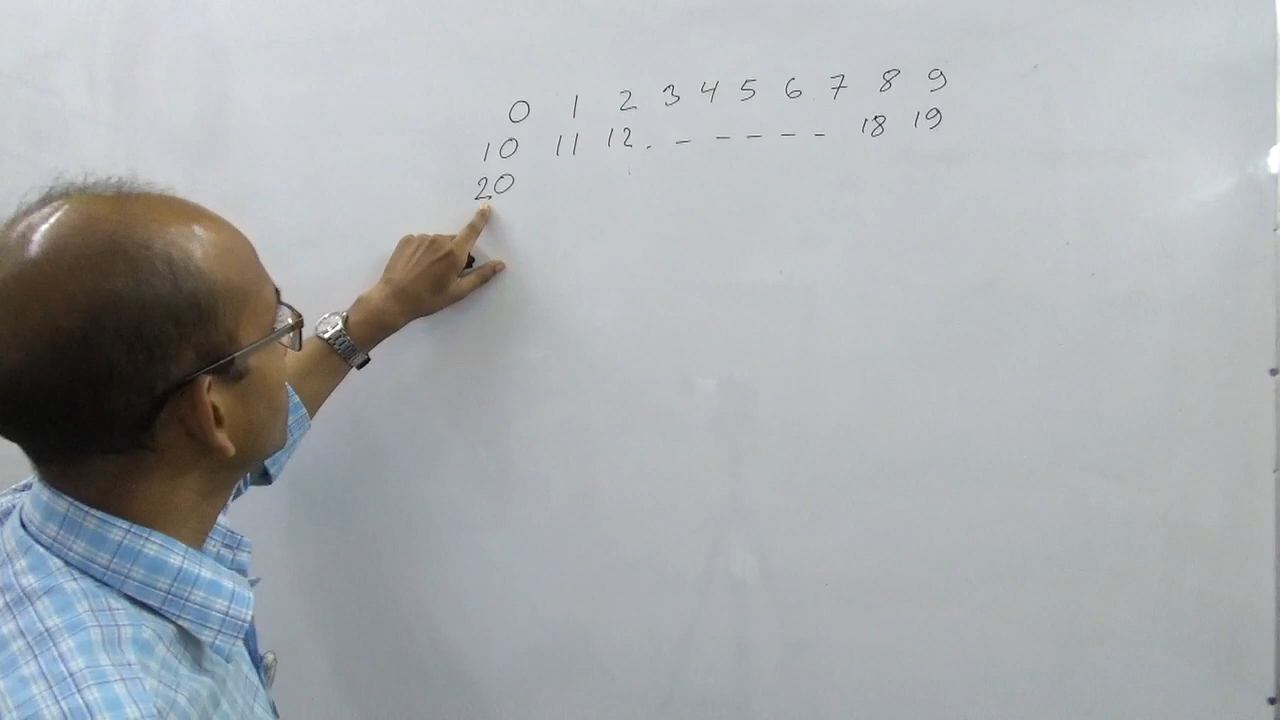 0 1 2 3 4 5 6 7 8 9
10 11 12 . – – – – – 18 19
20